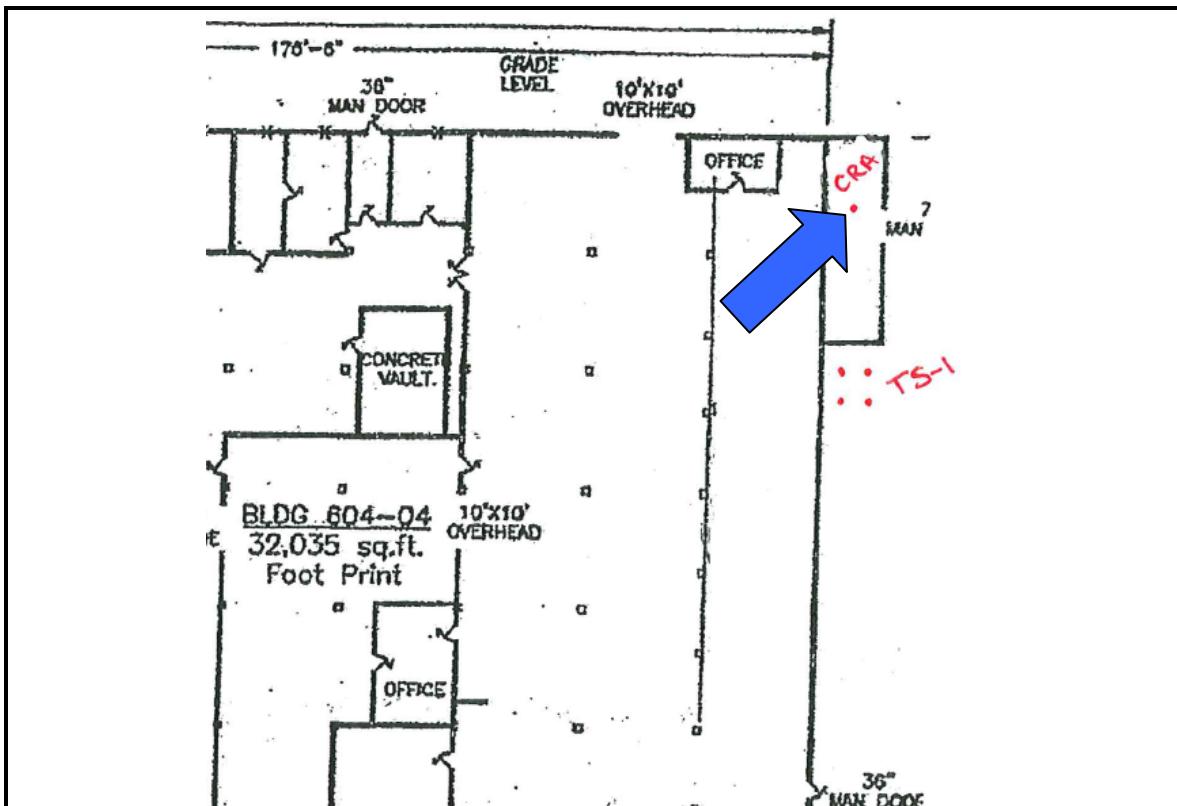 176'-6"
GRADE
LEVEL
10'X10'
OVERHEAD
36"
MAN DOOR
OFFICE
CRA
7
MAN
CONCRETE
VAULT.
TS-1
BLDG 604-04
32,035 sq.ft.
Foot Print
10'X10'
OVERHEAD
OFFICE
36"
MAN DOOR